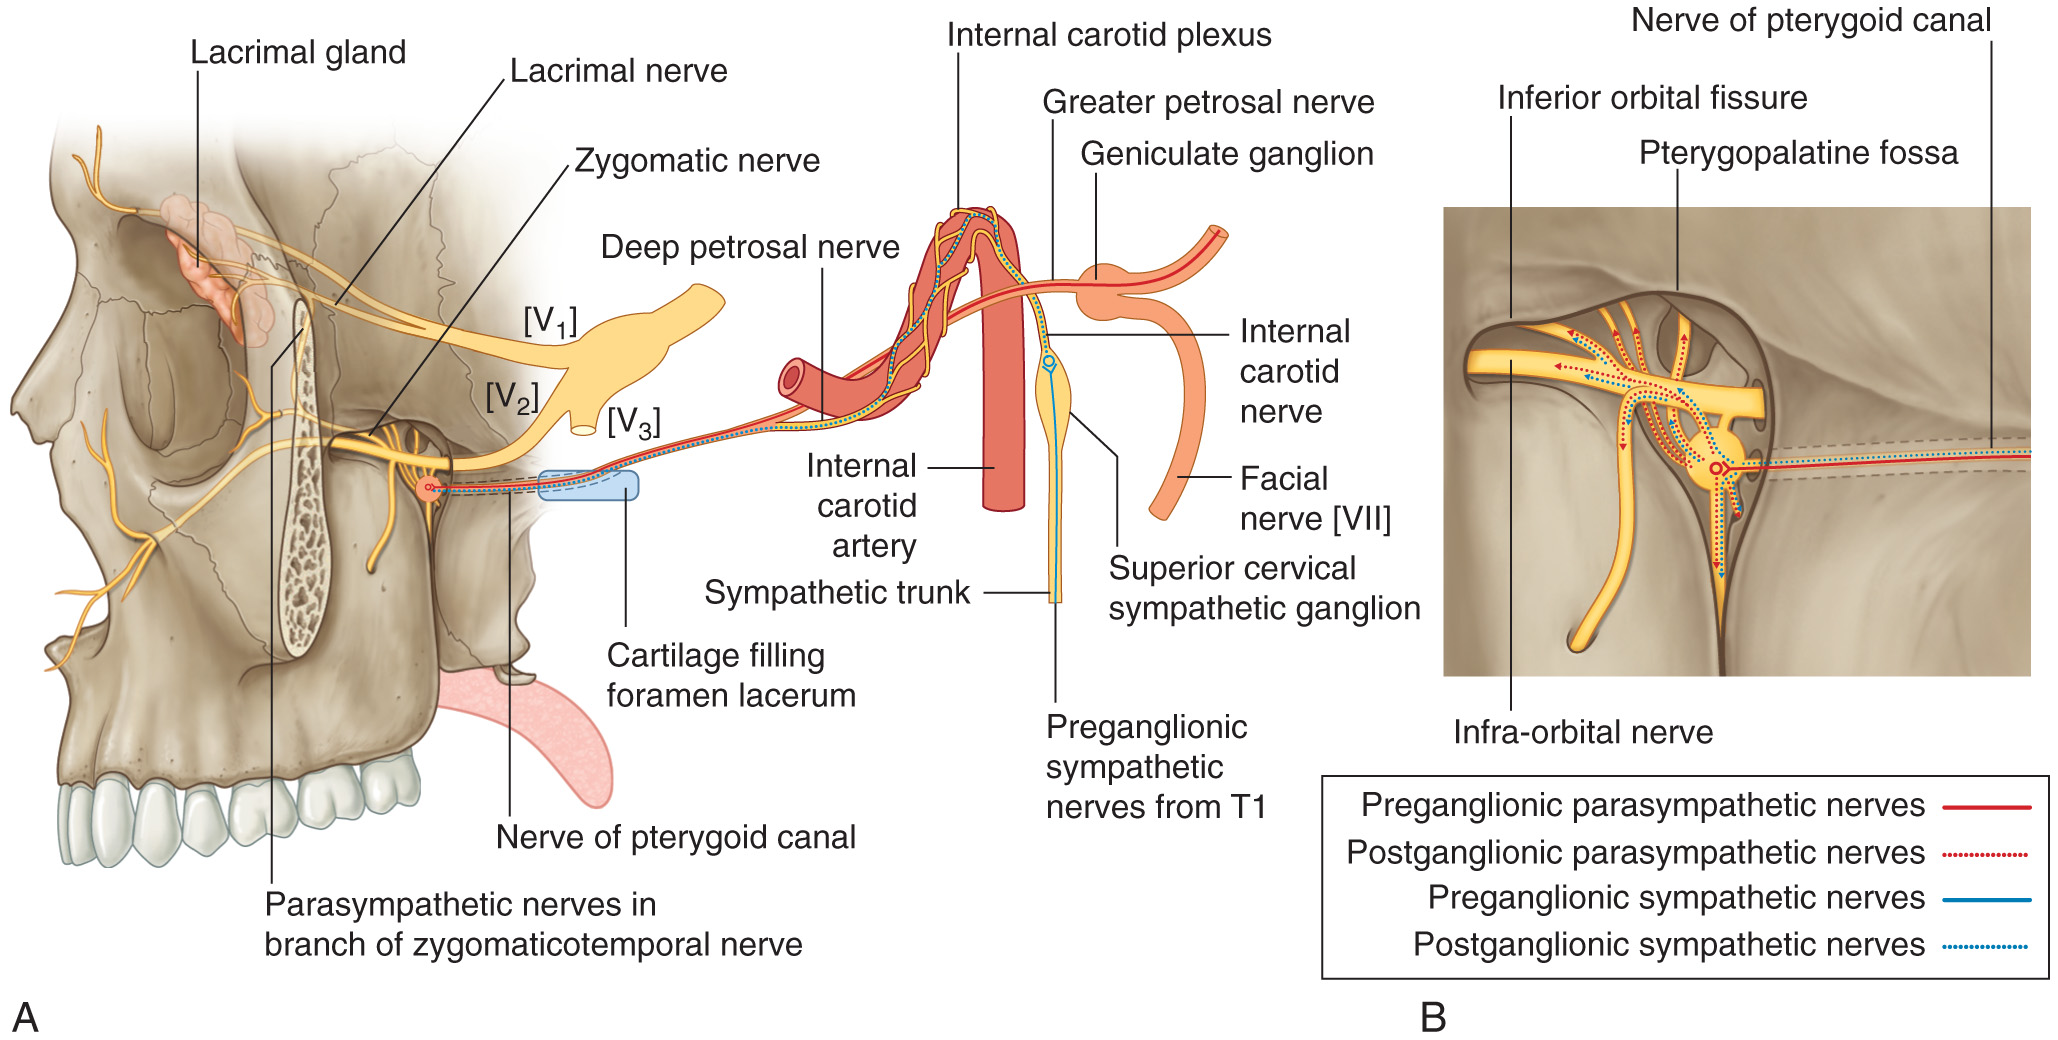 Lacrimal gland
Lacrimal nerve
Zygomatic nerve
Deep petrosal nerve
Internal carotid plexus
Greater petrosal nerve
Geniculate ganglion
[V1]
[V2]
[V3]
Internal
carotid
nerve
Internal
carotid
artery
Facial
nerve [VII]
Sympathetic trunk
Superior cervical
sympathetic ganglion
Cartilage filling
foramen lacerum
Preganglionic
sympathetic
nerves from T1
Nerve of pterygoid canal
Parasympathetic nerves in
branch of zygomaticotemporal nerve
A
Nerve of pterygoid canal
Inferior orbital fissure
Pterygopalatine fossa
Infra-orbital nerve
Preganglionic parasympathetic nerves
Postganglionic parasympathetic nerves
Preganglionic sympathetic nerves
Postganglionic sympathetic nerves
B